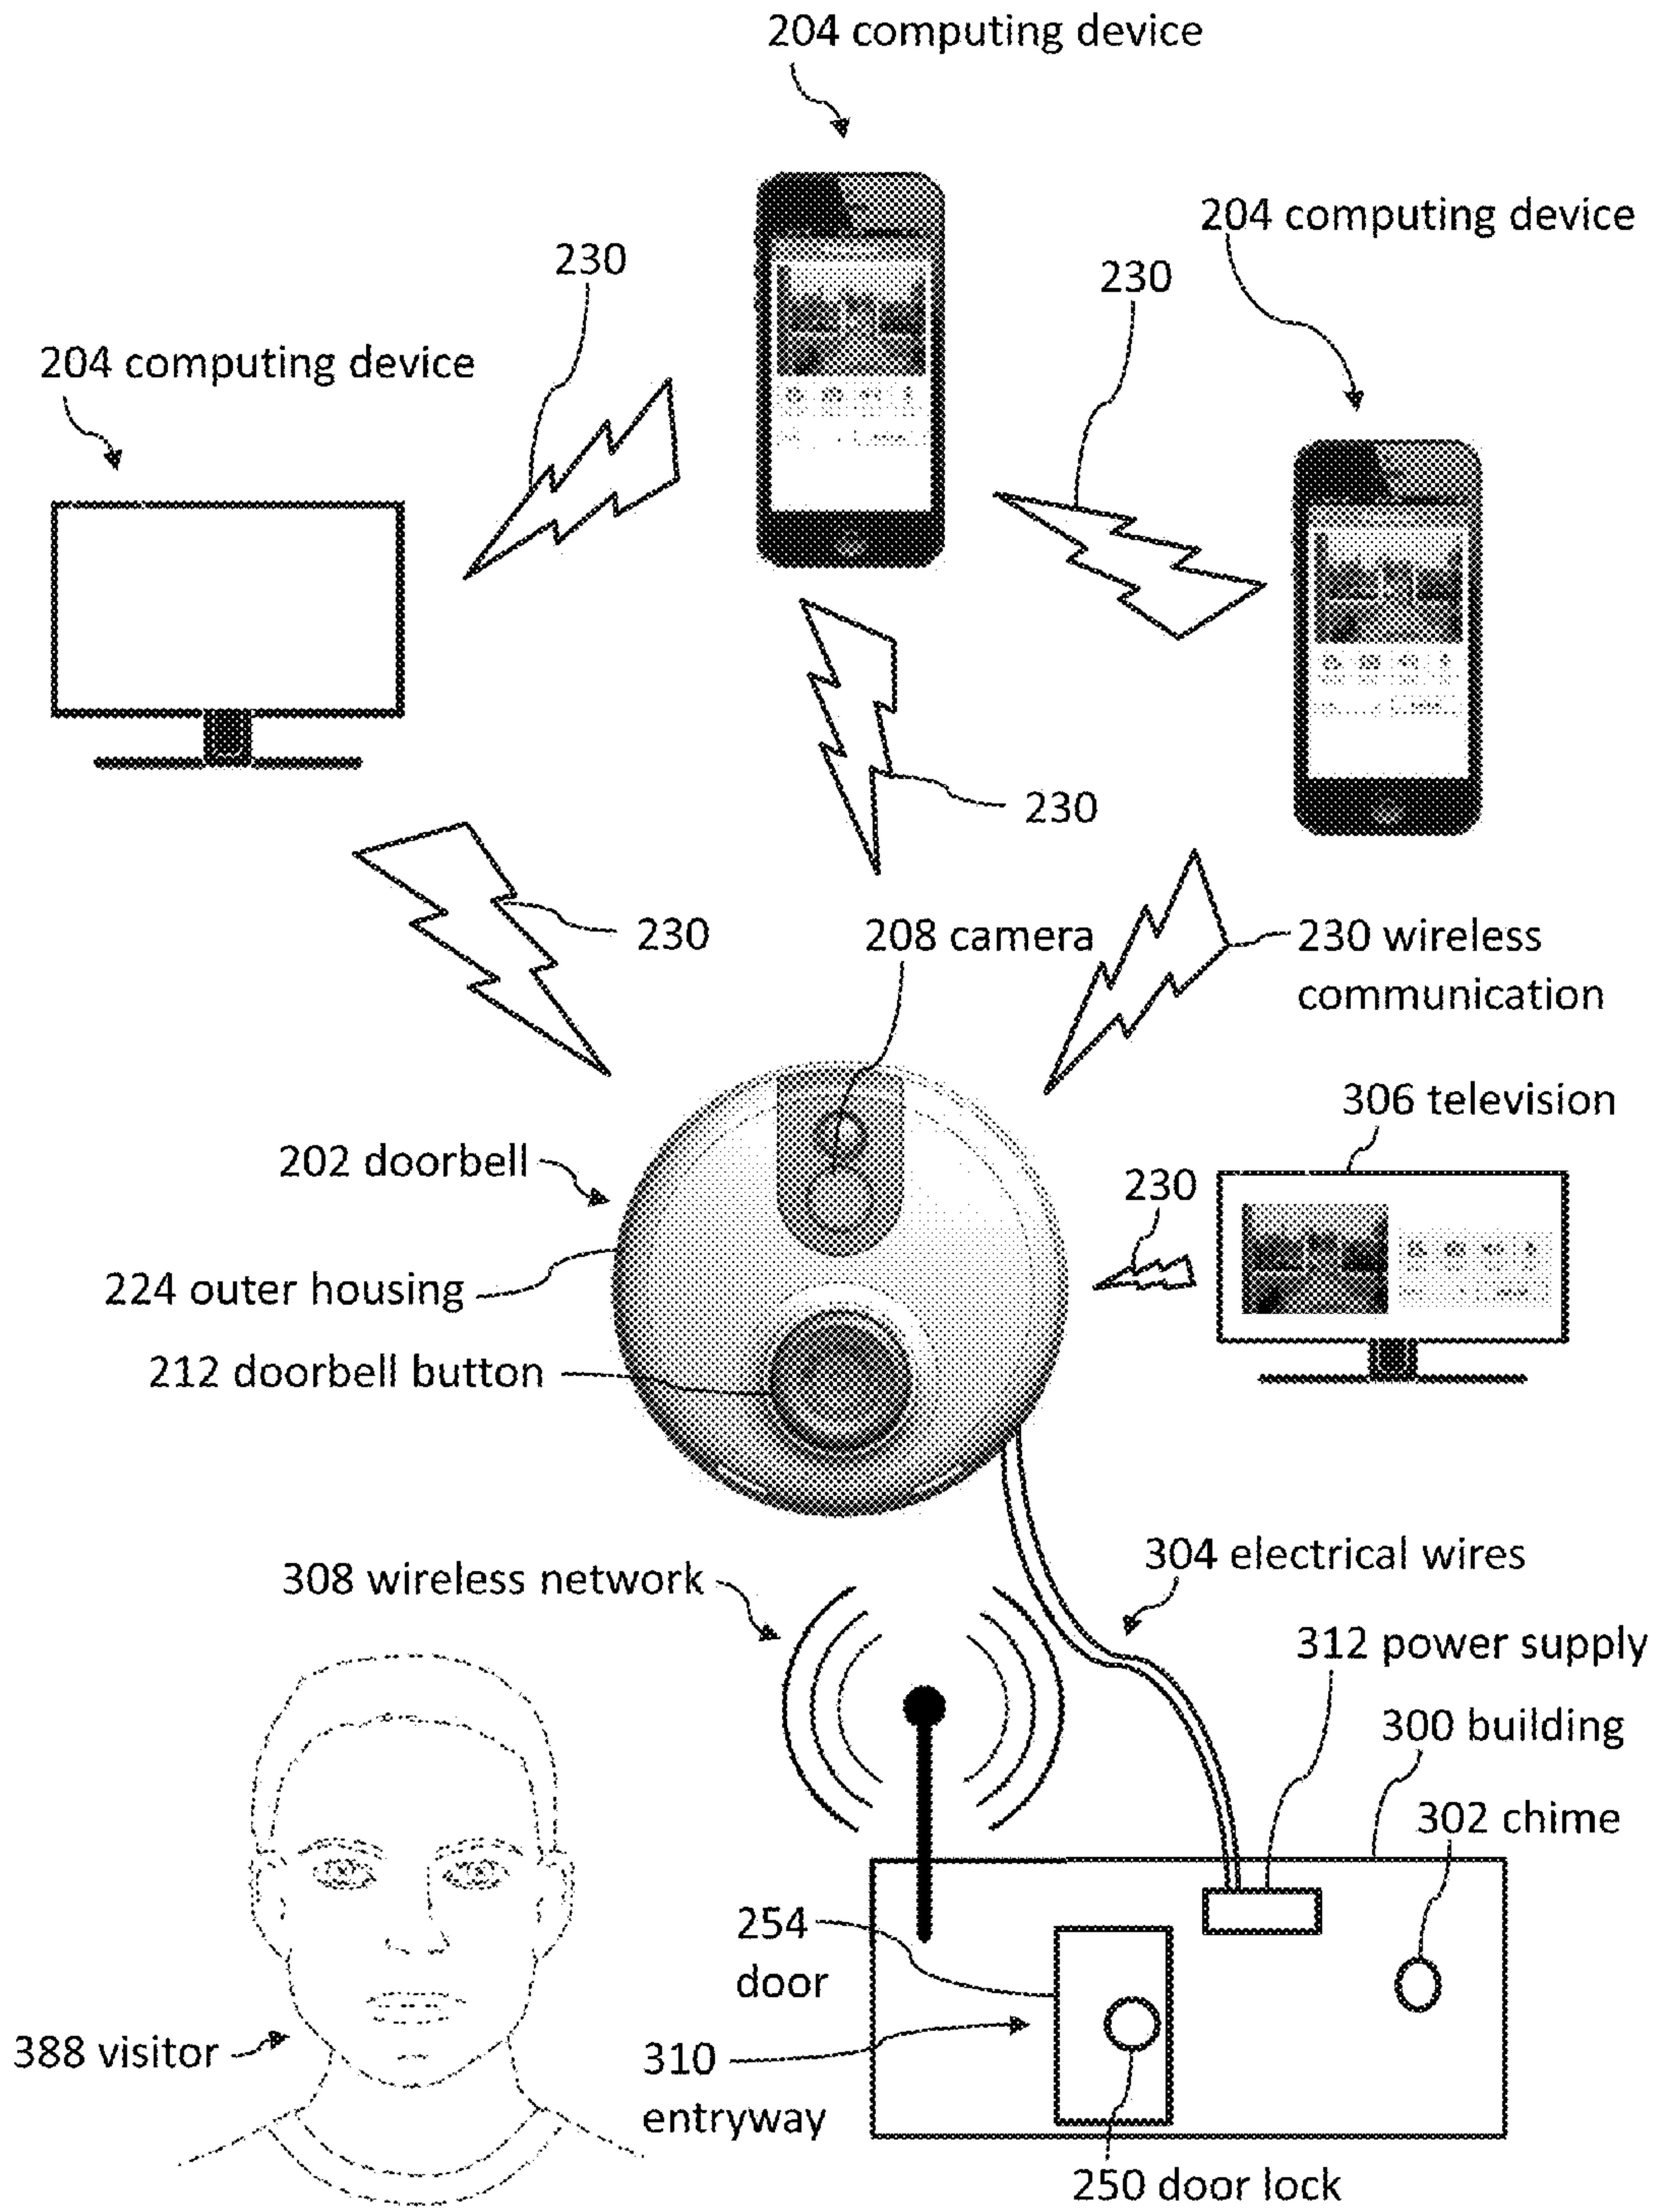 204 computing device
204 computing device
230
230
204 computing device
230
230
208 camera
230 wireless
communication
306 television
202 doorbell
230
224 outer housing
212 doorbell button
304 electrical wires
308 wireless network
312 power supply
300 building
302 chime
254
door
388 visitor
310
entryway
250 door lock